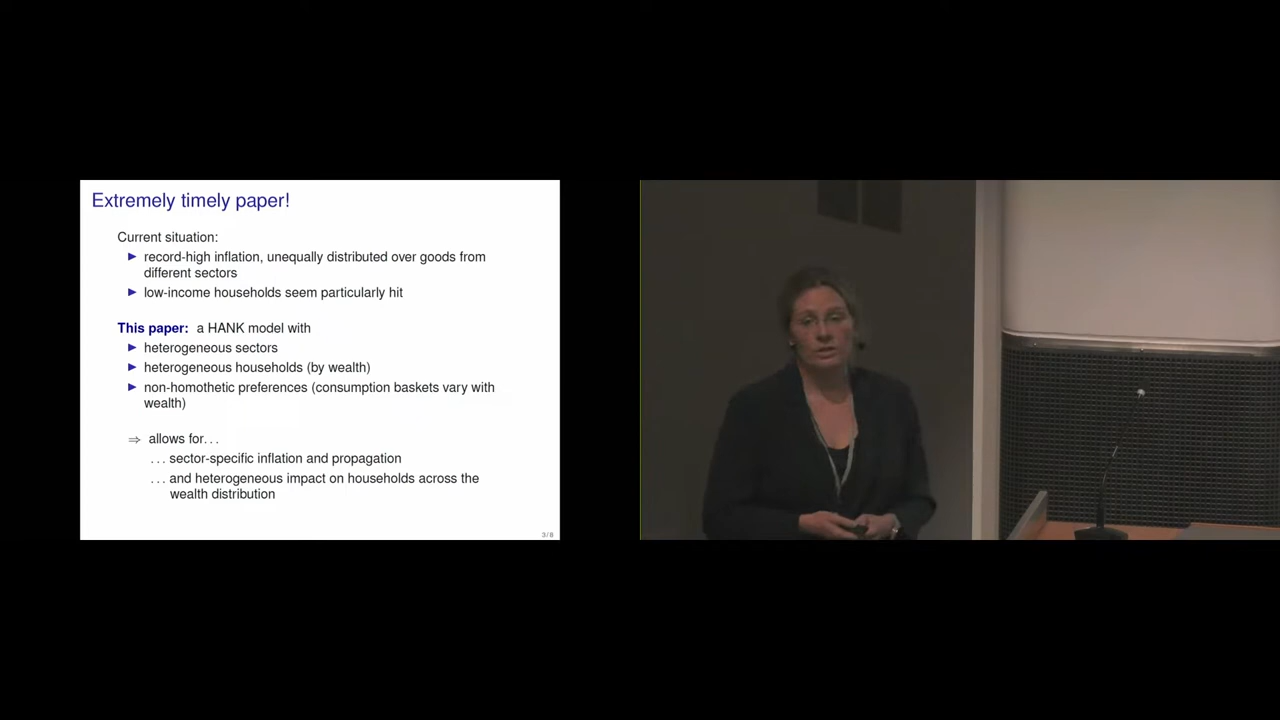 Extremely timely paper!
Current situation:
▶ record-high inflation, unequally distributed over goods from
different sectors
▶ low-income households seem particularly hit
This paper: a HANK model with
▶ heterogeneous sectors
▶ heterogeneous households (by wealth)
▶ non-homothetic preferences (consumption baskets vary with
wealth)
⇒ allows for...
... sector-specific inflation and propagation
... and heterogeneous impact on households across the
wealth distribution
3/8